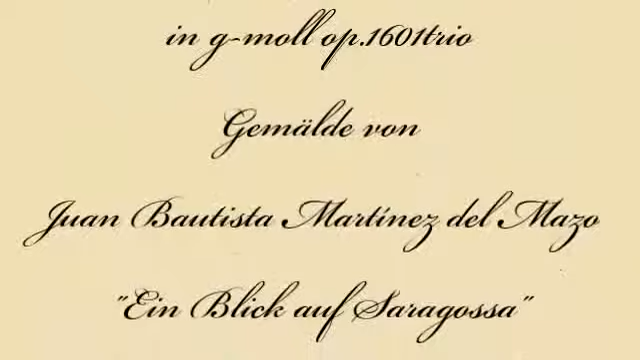 in g-moll op.1601trio
Gemälde von
Juan Bautista Martínez del Mazo
"Ein Blick auf Saragossa"